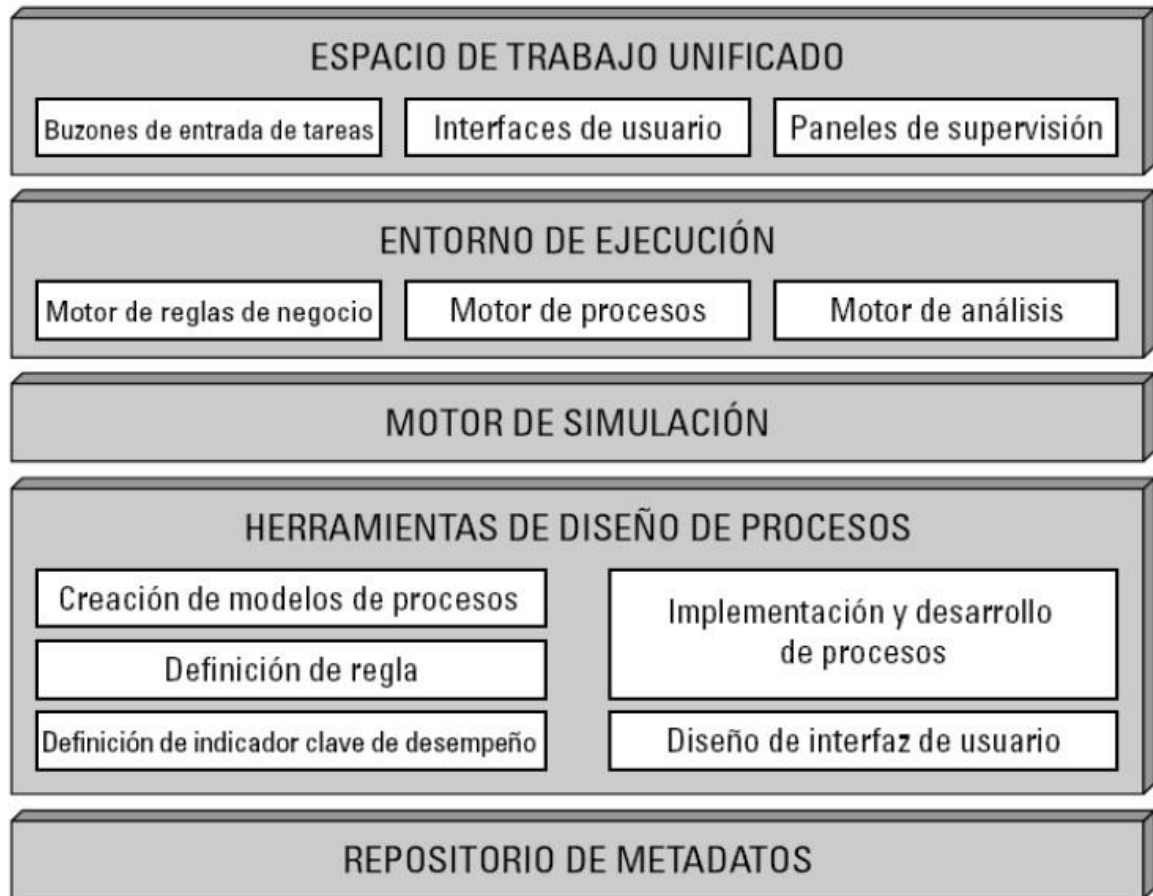 ESPACIO DE TRABAJO UNIFICADO
Buzones de entrada de tareas
Interfaces de usuario
Paneles de supervisión
ENTORNO DE EJECUCIÓN
Motor de reglas de negocio
Motor de procesos
Motor de análisis
MOTOR DE SIMULACIÓN
HERRAMIENTAS DE DISEÑO DE PROCESOS
Creación de modelos de procesos
Definición de regla
Definición de indicador clave de desempeño
Implementación y desarrollo
de procesos
Diseño de interfaz de usuario
REPOSITORIO DE METADATOS